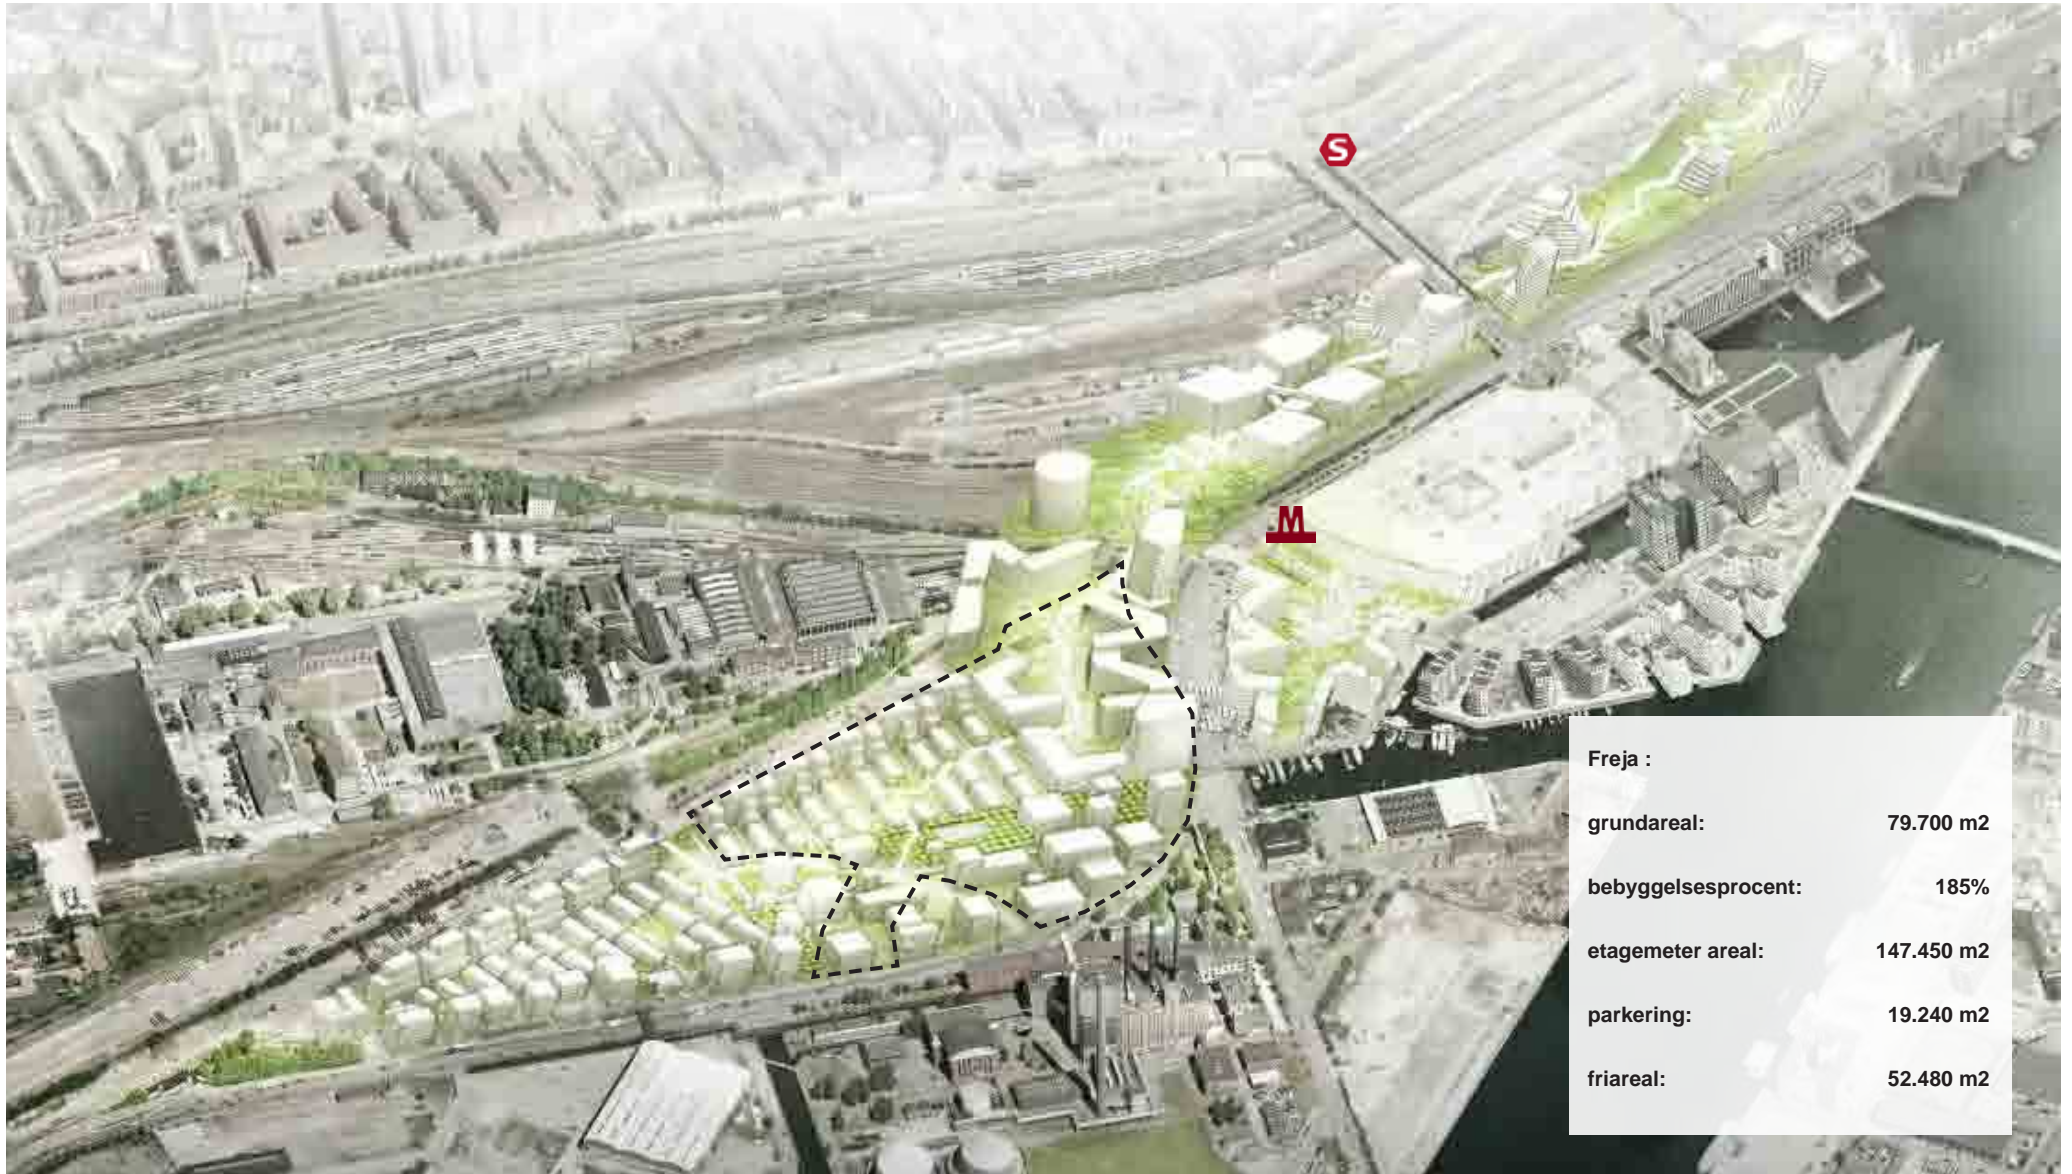 S
M
Freja :
grundareal: 79.700 m2
bebyggelsesprocent: 185%
etagemeter areal: 147.450 m2
parkering: 19.240 m2
friareal: 52.480 m2